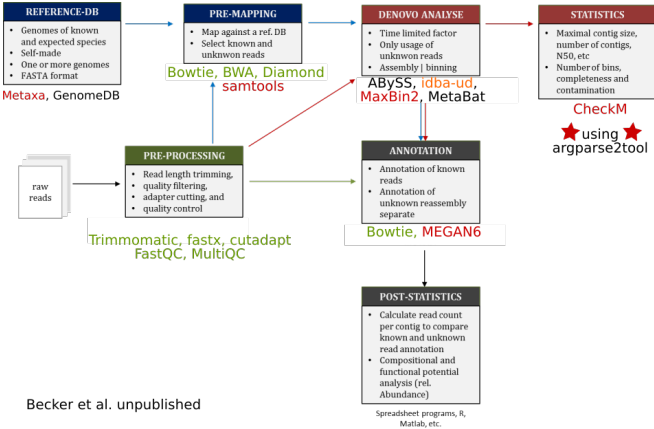 REFERENCE-DB
• Genomes of known
and expected species
• Self-made
• One or more genomes
• FASTA format
Metaxa, GenomeDB
PRE-MAPPING
• Map against a ref. DB
• Select known and
unkwon reads
Bowtie, BWA, Diamond
samtools
DENOVO ANALYSE
• Time limited factor
• Only usage of
unknown reads
• Assembly | binning
ABySS, idba-ud,
MaxBin2, MetaBat
STATISTICS
• Maximal contig size,
number of contigs,
N50, etc
• Number of bins,
completeness and
contamination
CheckM
using
argparse2tool
raw
reads
PRE-PROCESSING
• Read length trimming,
• quality filtering,
• adapter cutting, and
• quality control
Trimmomatic, fastx, cutadapt
FastQC, MultiQC
ANNOTATION
• Annotation of known
reads
• Annotation of
unknown reassembly
separate
Bowtie, MEGAN6
POST-STATISTICS
• Calculate read count
per contig to compare
known and unknown
read annotation
• Compositional and
functional potential
analysis (rel.
Abundance)
Spreadsheet programs, R,
Matlab, etc.
Becker et al. unpublished